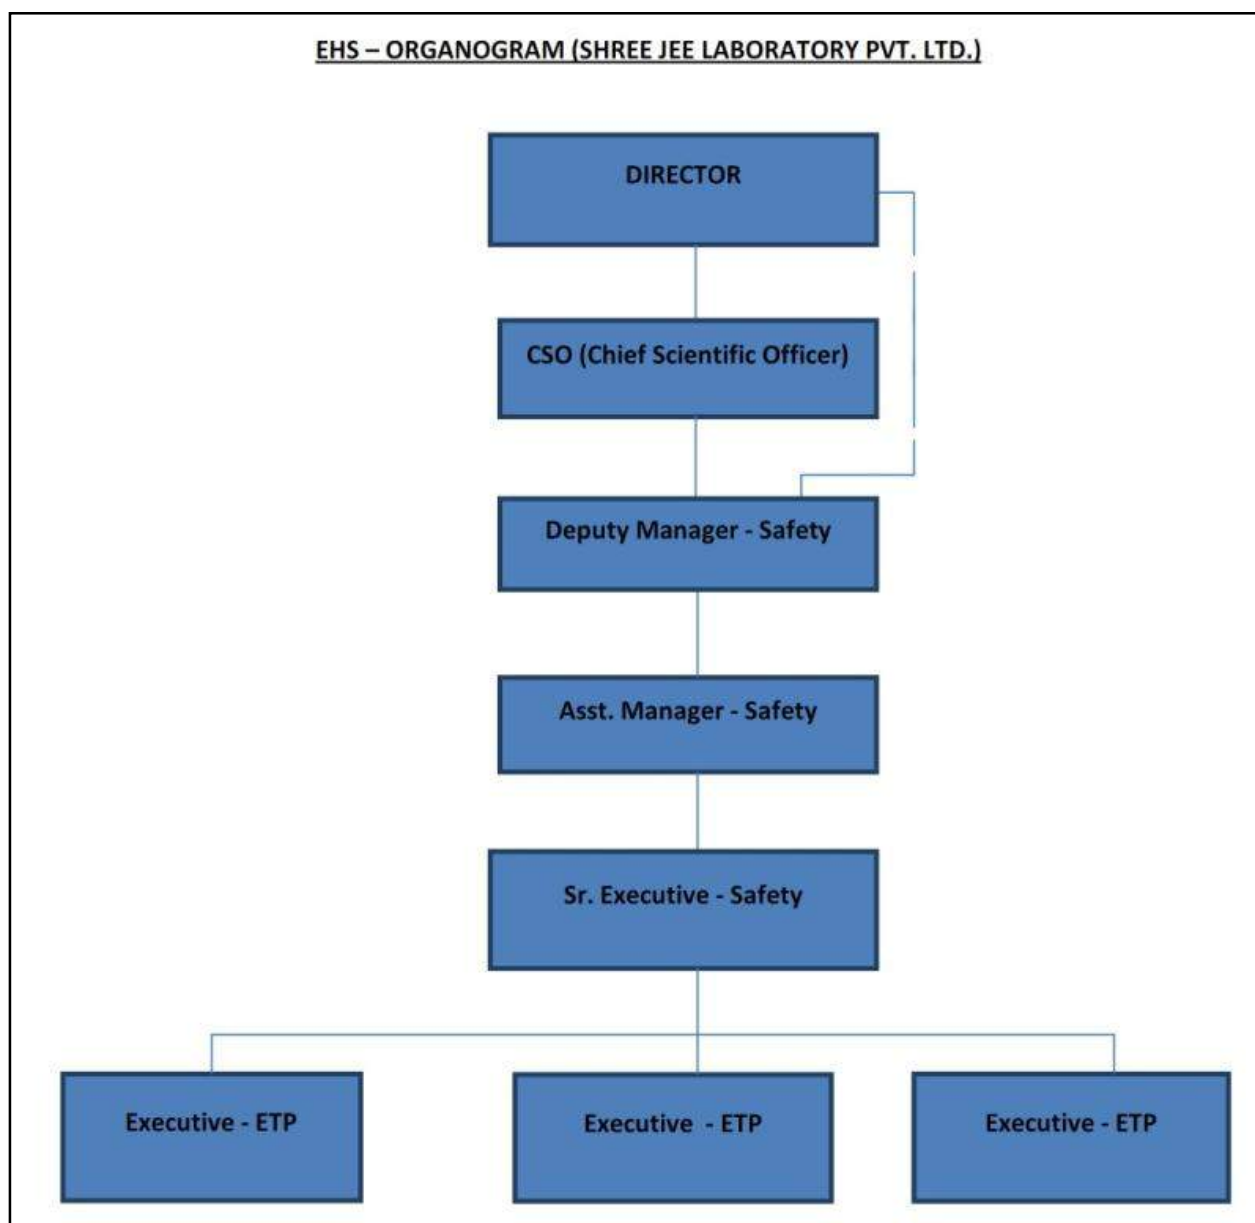 EHS – ORGANOGRAM (SHREE JEE LABORATORY PVT. LTD.)
DIRECTOR
CSO (Chief Scientific Officer)
Deputy Manager - Safety
Asst. Manager - Safety
Sr. Executive - Safety
Executive - ETP
Executive - ETP
Executive - ETP